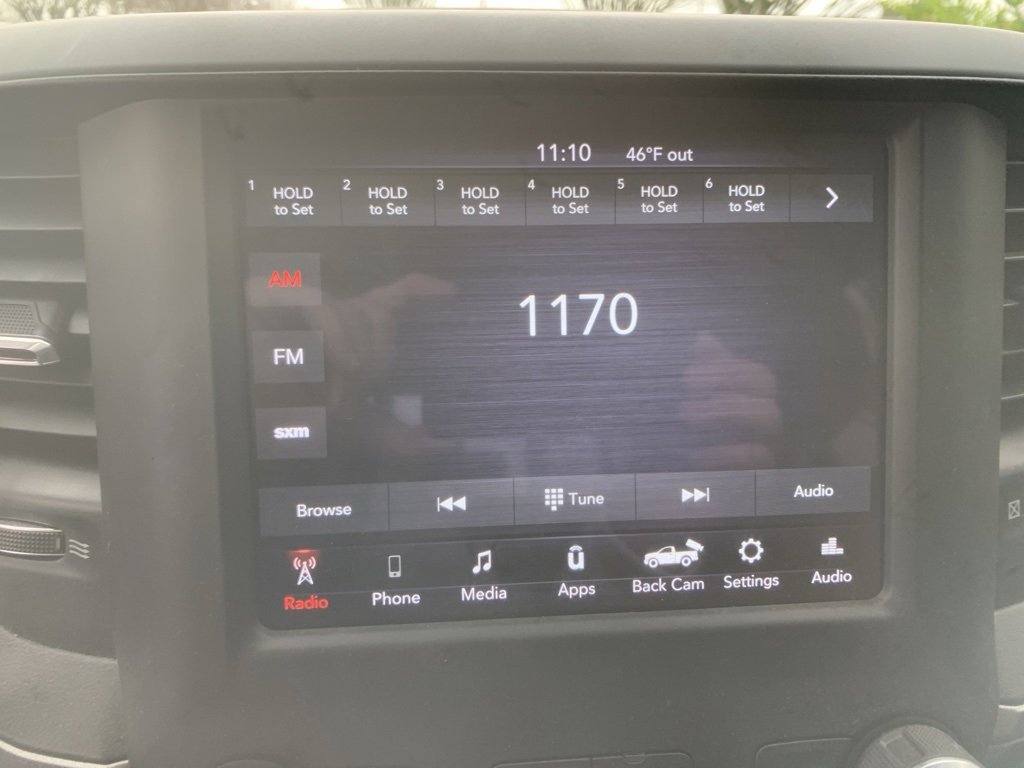 11:10 46°F out
1 HOLD to Set 2 HOLD to Set 3 HOLD to Set 4 HOLD to Set 5 HOLD to Set 6 HOLD to Set
AM
1170
FM
sxm
Browse Tune Audio
Radio Phone Media Apps Back Cam Settings Audio